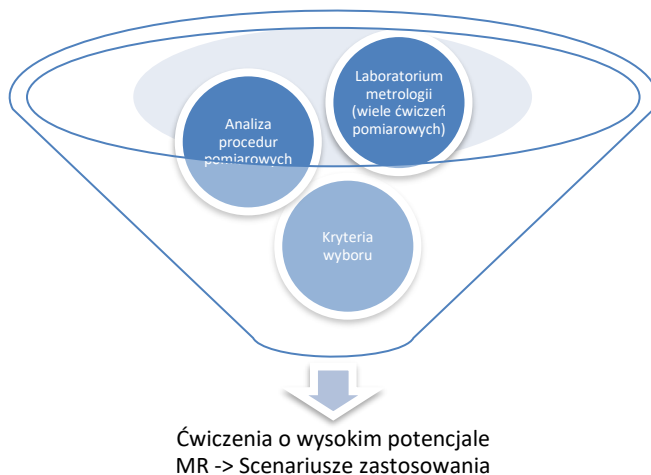 Laboratorium
metrologii
(wiele ćwiczeń
pomiarowych)
Analiza
procedur
pomiarowych
Kryteria
wyboru
Ćwiczenia o wysokim potencjale
MR -> Scenariusze zastosowania